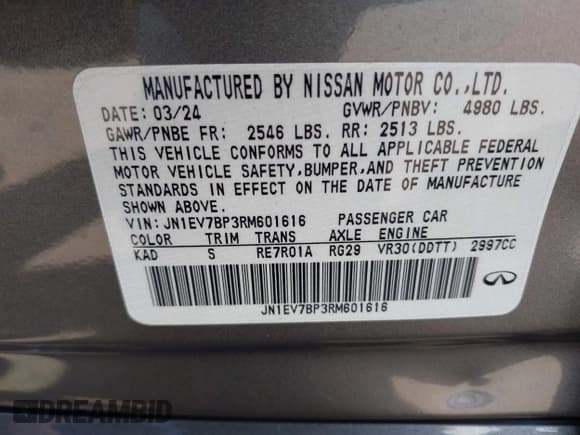 MANUFACTURED BY NISSAN MOTOR CO.,LTD.
DATE: 03/24 GVWR/PNBV: 4980 LBS.
GAWR/PNBE FR: 2546 LBS. RR: 2513 LBS.
THIS VEHICLE CONFORMS TO ALL APPLICABLE FEDERAL
MOTOR VEHICLE SAFETY,BUMPER,AND THEFT PREVENTION
STANDARDS IN EFFECT ON THE DATE OF MANUFACTURE
SHOWN ABOVE.
VIN: JN1EV7BP3RM601616 PASSENGER CAR
COLOR TRIM TRANS AXLE ENGINE
KAD S RE7R01A RG29 VR30(DDTT) 2997CC
JN1EV7BP3RM601616
DREAMBID